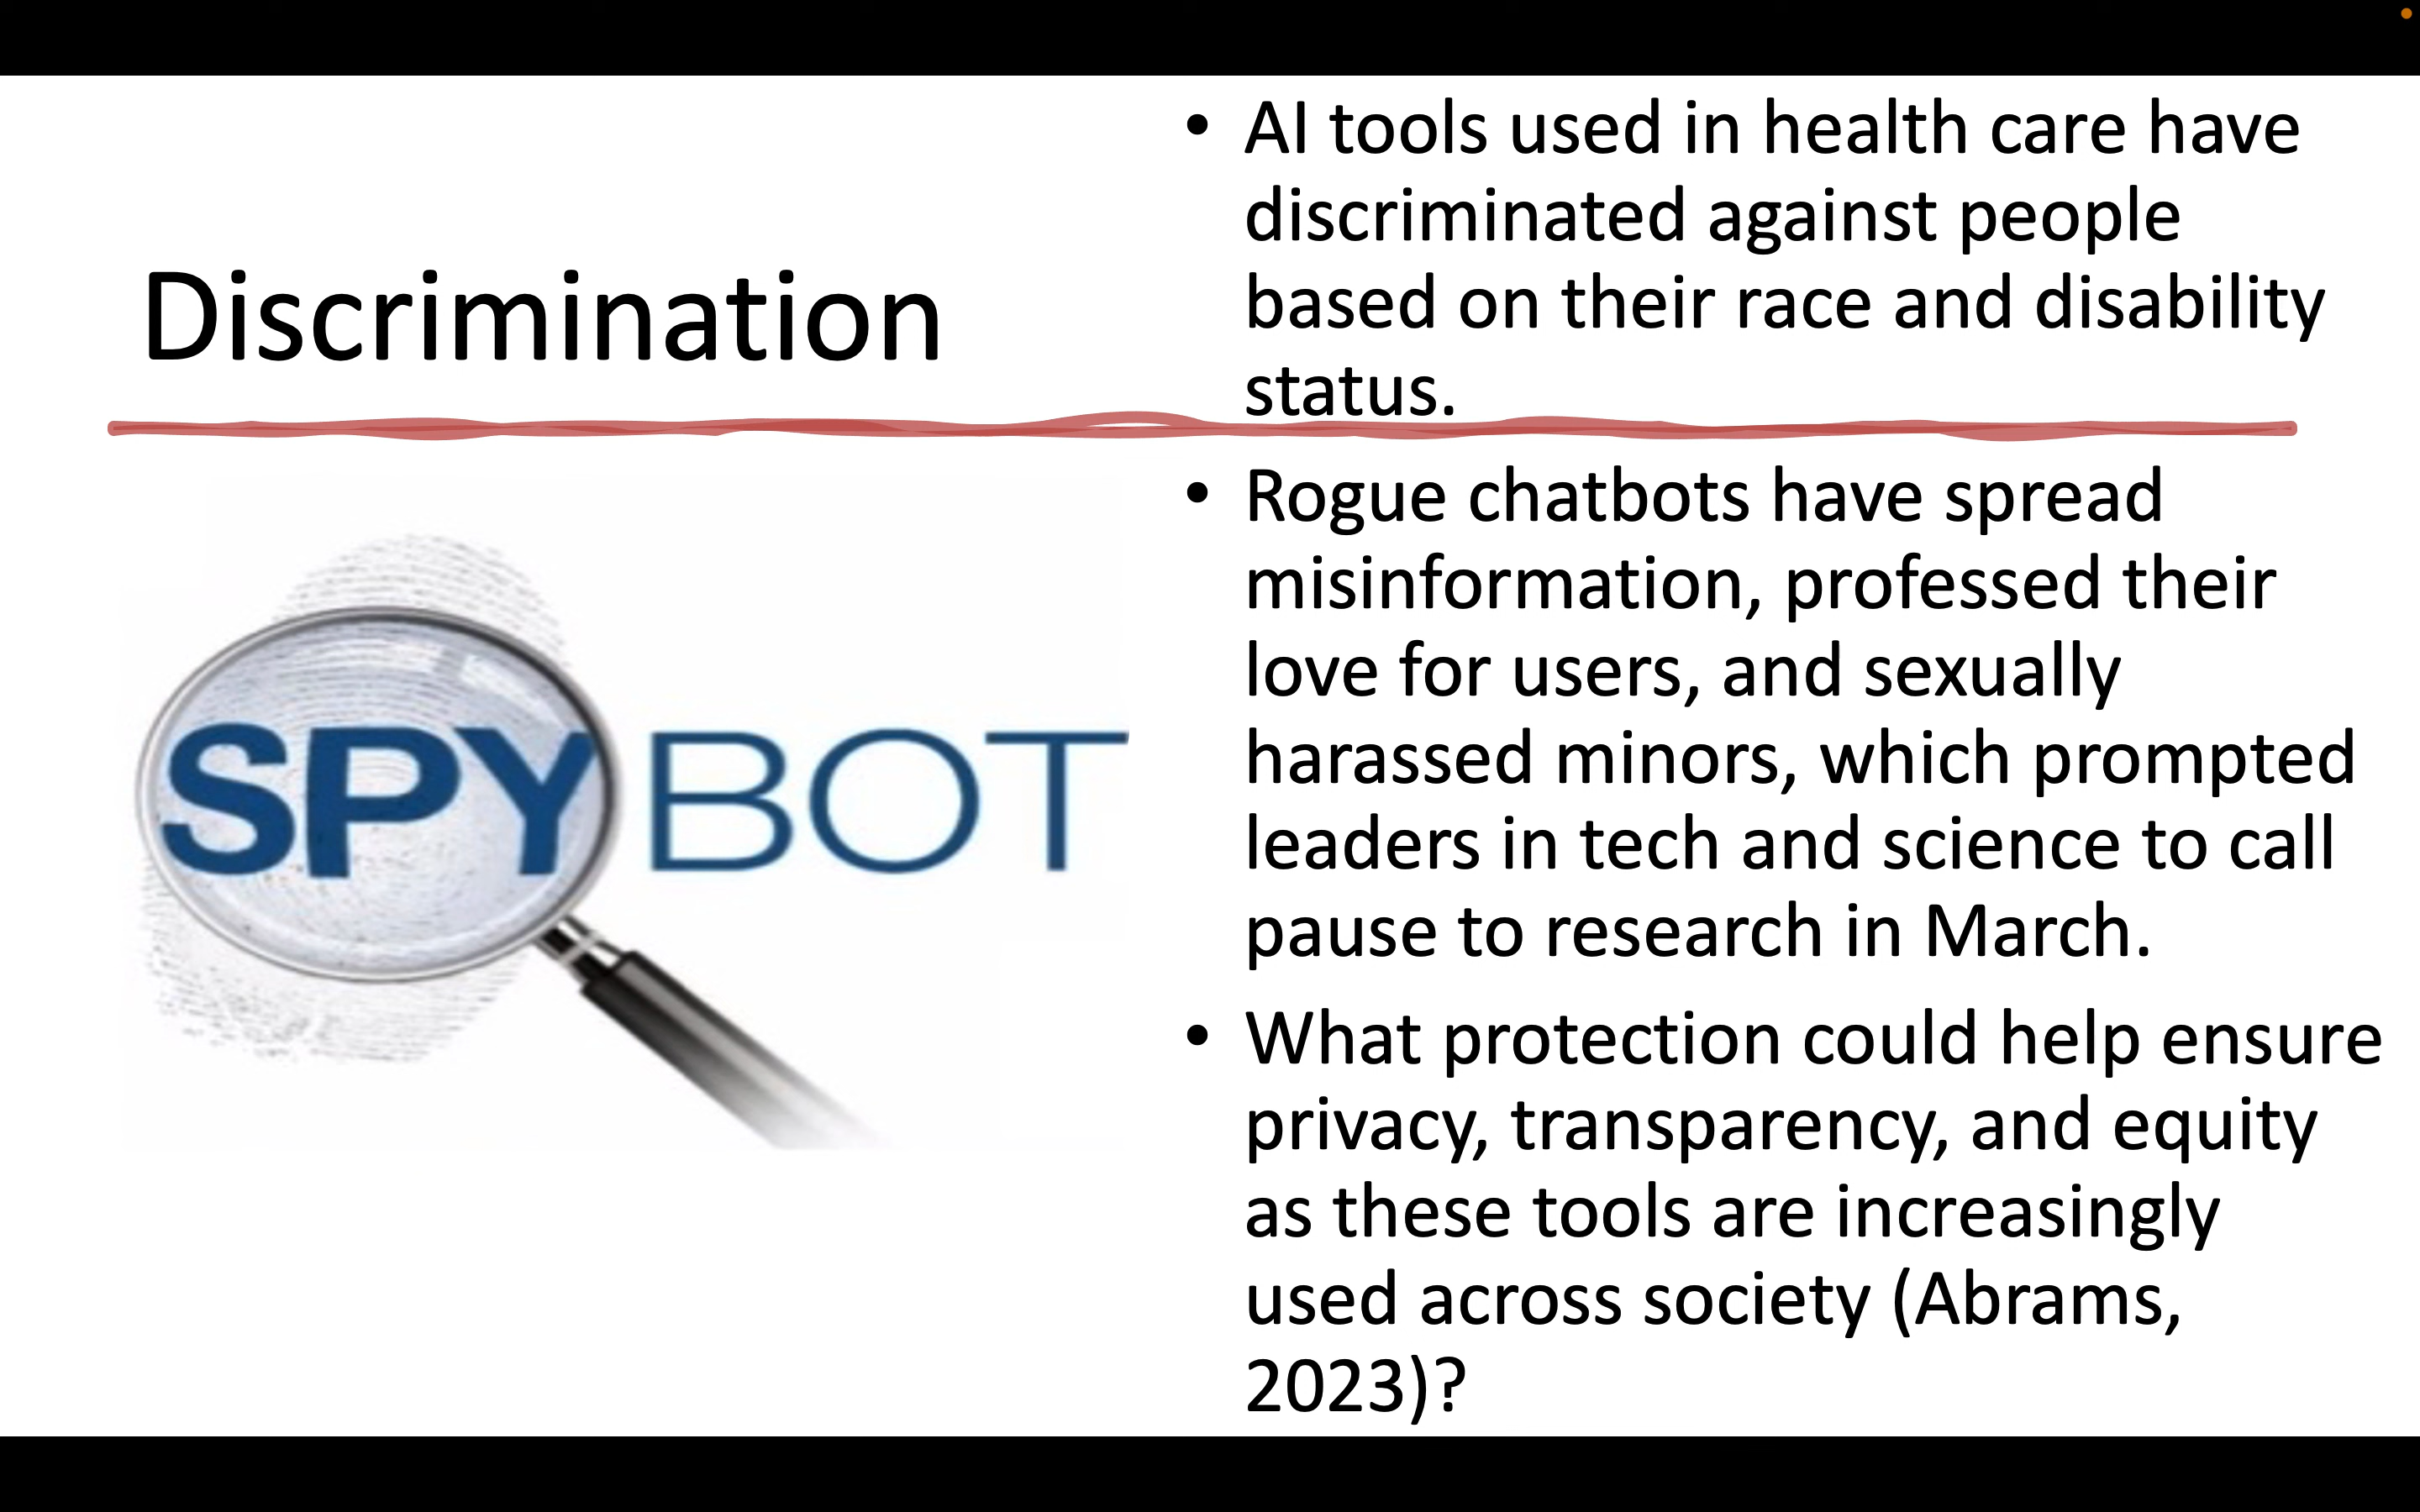 Discrimination
SPYBOT
• AI tools used in health care have
discriminated against people
based on their race and disability
status.
• Rogue chatbots have spread
misinformation, professed their
love for users, and sexually
harassed minors, which prompted
leaders in tech and science to call
pause to research in March.
• What protection could help ensure
privacy, transparency, and equity
as these tools are increasingly
used across society (Abrams,
2023)?